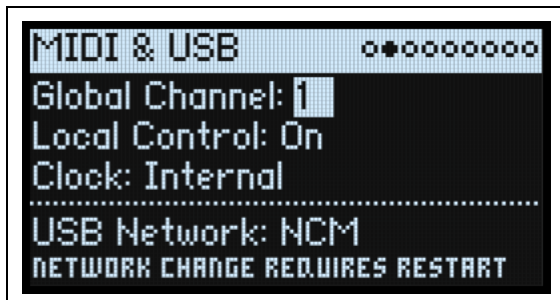 MIDI & USB
Global Channel: 1
Local Control: On
Clock: Internal
USB Network: NCM
NETWORK CHANGE REQUIRES RESTART